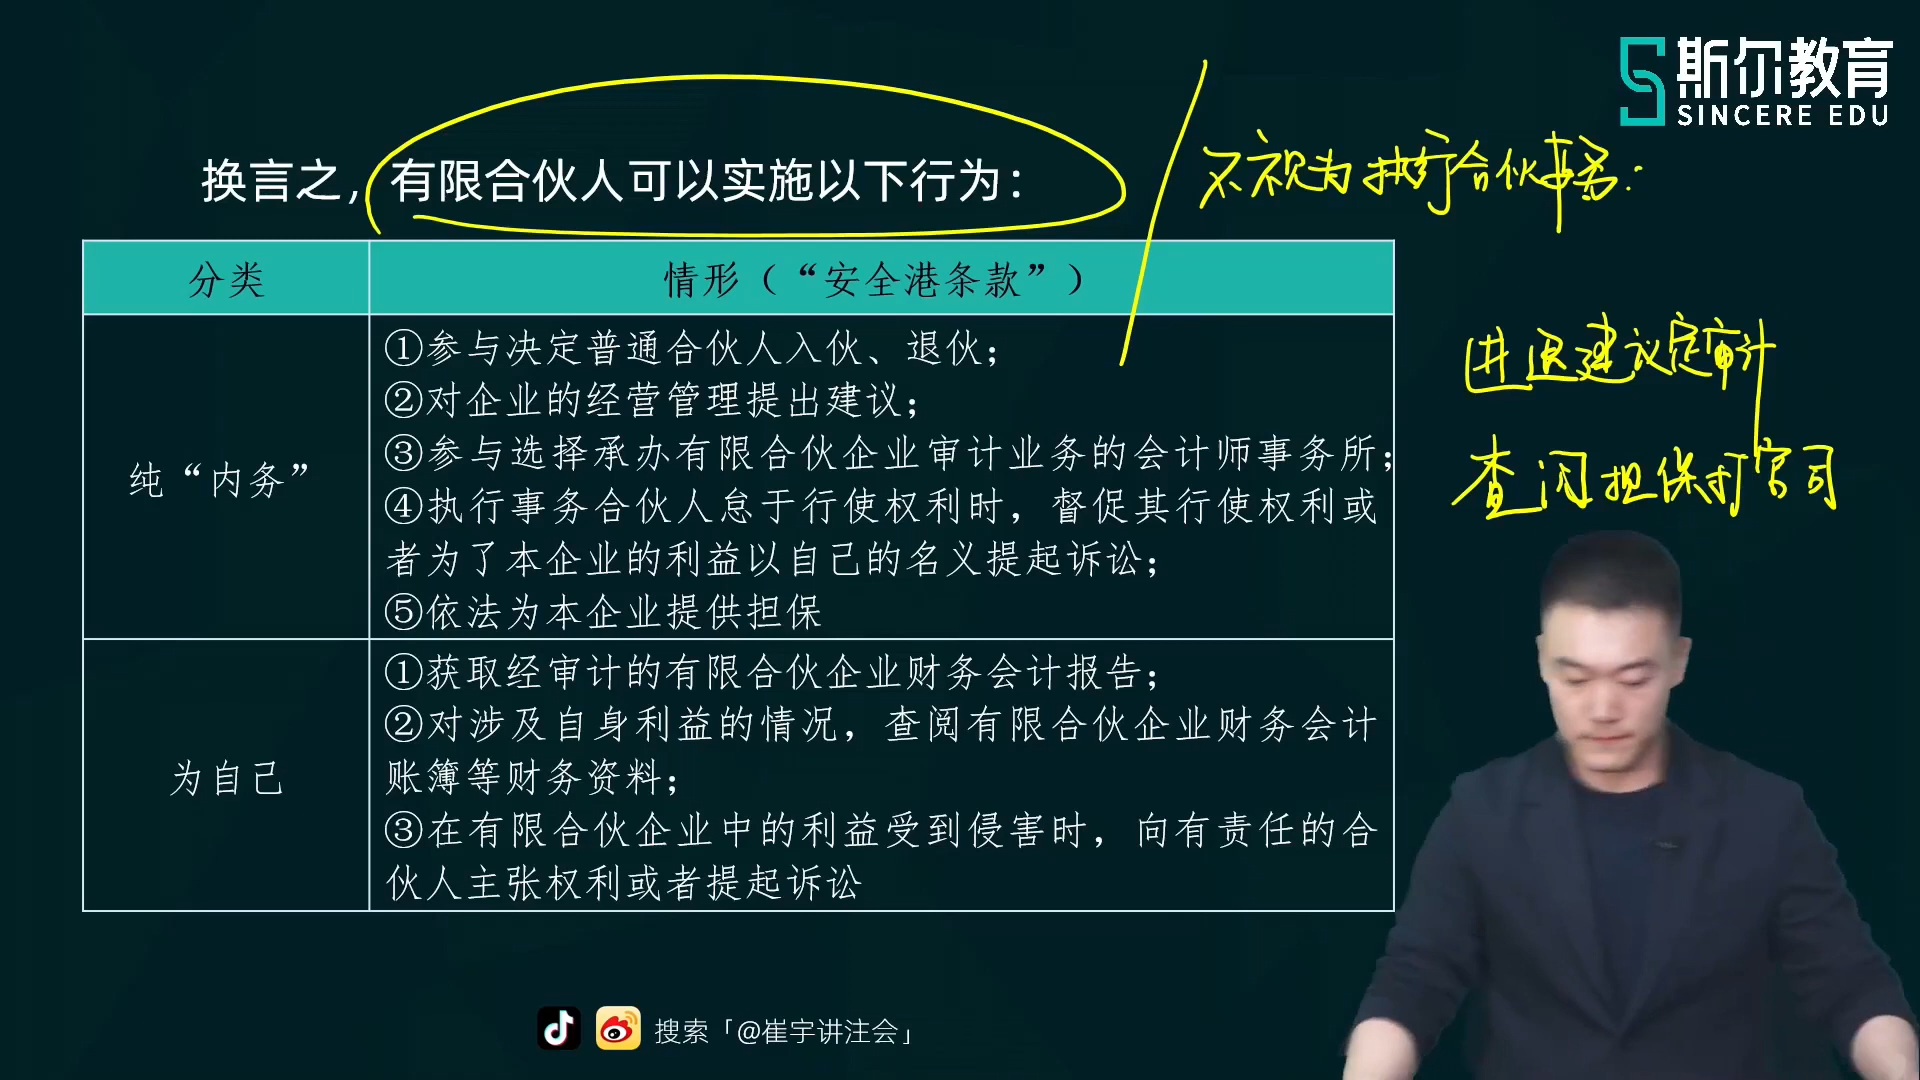 斯尔教育
SINCERE EDU
换言之，有限合伙人可以实施以下行为：
不视为执行合伙事务：
分类
情形（“安全港条款”）
纯“内务”
①参与决定普通合伙人入伙、退伙；
②对企业的经营管理提出建议；
③参与选择承办有限合伙企业审计业务的会计师事务所；
④执行事务合伙人怠于行使权利时，督促其行使权利或
者为了本企业的利益以自己的名义提起诉讼；
⑤依法为本企业提供担保
为自己
①获取经审计的有限合伙企业财务会计报告；
②对涉及自身利益的情况，查阅有限合伙企业财务会计
账簿等财务资料；
③在有限合伙企业中的利益受到侵害时，向有责任的合
伙人主张权利或者提起诉讼
进退建议定审计
查阅担保打官司
搜索「@崔宇讲注会」